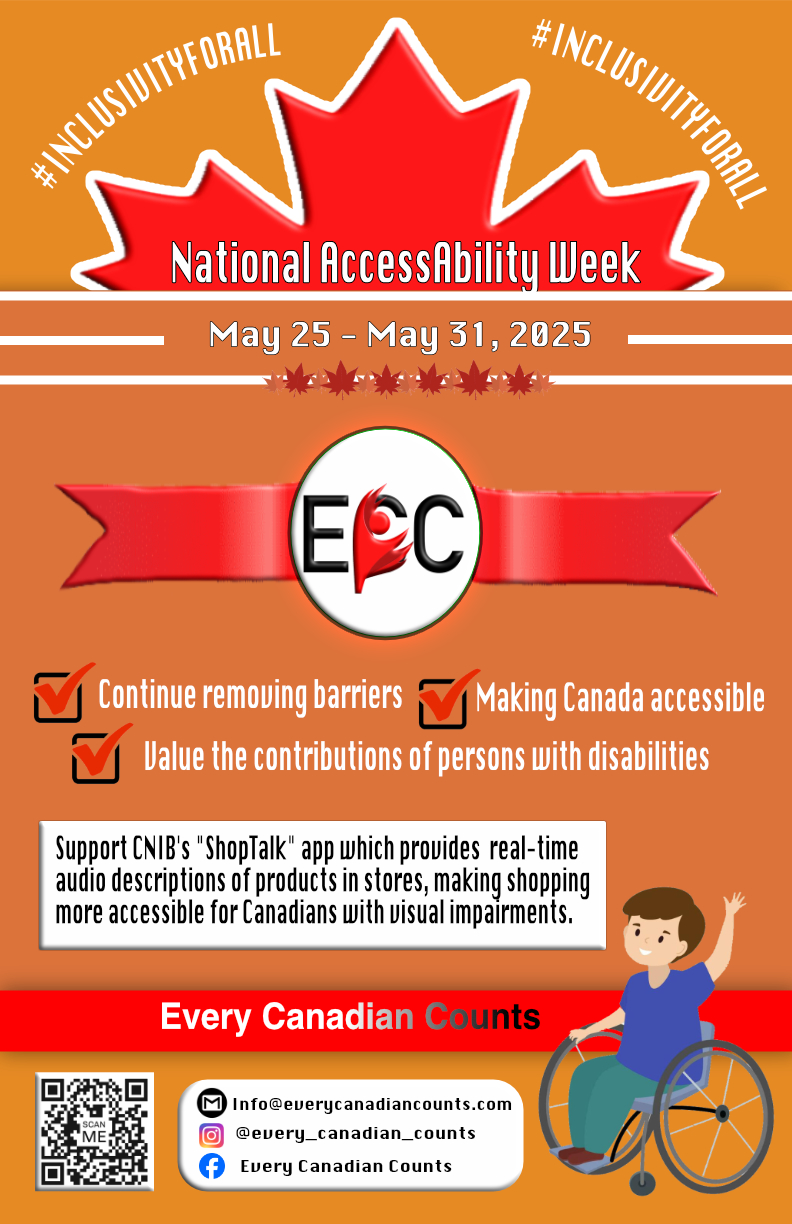 #INCLUSIVITYFORALL
#INCLUSIVITYFORALL
National AccessAbility Week
May 25 - May 31, 2025
ECC
Continue removing barriers
Making Canada accessible
Value the contributions of persons with disabilities
Support CNIB's "ShopTalk" app which provides real-time
audio descriptions of products in stores, making shopping
more accessible for Canadians with visual impairments.
Every Canadian Counts
SCAN
ME
Info@everycanadiancounts.com
@every_canadian_counts
Every Canadian Counts